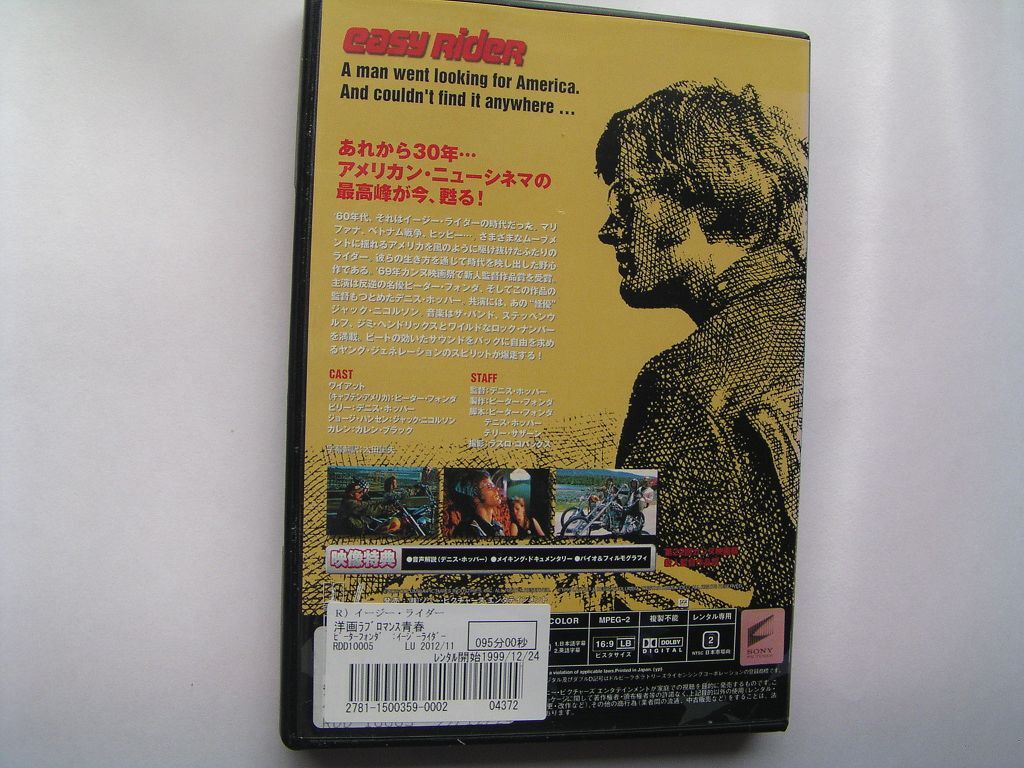 easy Rider
A man went looking for America.
And couldn't find it anywhere ...
あれから30年…
アメリカン・ニューシネマの
最高峰が今、甦る!
'60年代、それはイージー・ライダーの時代だった。マリ
ファナ、ベトナム戦争、ヒッピー…、さまざまなムーブメ
ントに揺れるアメリカを風のように駆け抜けたふたりの
ライダー。彼らの生き方を通じて時代を映し出した野心
作である。'69年カンヌ映画祭で新人監督作品賞を受賞。
主演は反逆の名優ピーター・フォンダ、そしてこの作品の
監督もつとめたデニス・ホッパー。共演には、あの“怪優”
ジャック・ニコルソン。音楽はザ・バンド、ステッペンウ
ルフ、ジミ・ヘンドリックスとワイルドなロック・ナンバー
を満載。ビートの効いたサウンドをバックに自由を求め
るヤング・ジェネレーションのスピリットが爆走する!
CAST
ワイアット
(キャプテン・アメリカ):ピーター・フォンダ
ビリー:デニス・ホッパー
ジョージ・ハンセン:ジャック・ニコルソン
カレン:カレン・ブラック
STAFF
監督:デニス・ホッパー
製作:ピーター・フォンダ
脚本:ピーター・フォンダ
デニス・ホッパー
テリー・サザーン
撮影:ラズロ・コバックス
映像特典
●音声解説(デニス・ホッパー) ●メイキング・ドキュメンタリー ●バイオ&フィルモグラフィ
R) イージー・ライダー
洋画ラブロマンス青春
ピーターフォンダ :イージーライダー
RDD10005 LU 2012/11
095分00秒
レンタル開始1999/12/24
2781-1500359-0002 04372
COLOR MPEG-2 複製不能 レンタル専用
1.日本語字幕
2.英語字幕
16:9 LB
ビスタサイズ
DOLBY
DIGITAL
2
NTSC 日本市場向
SONY